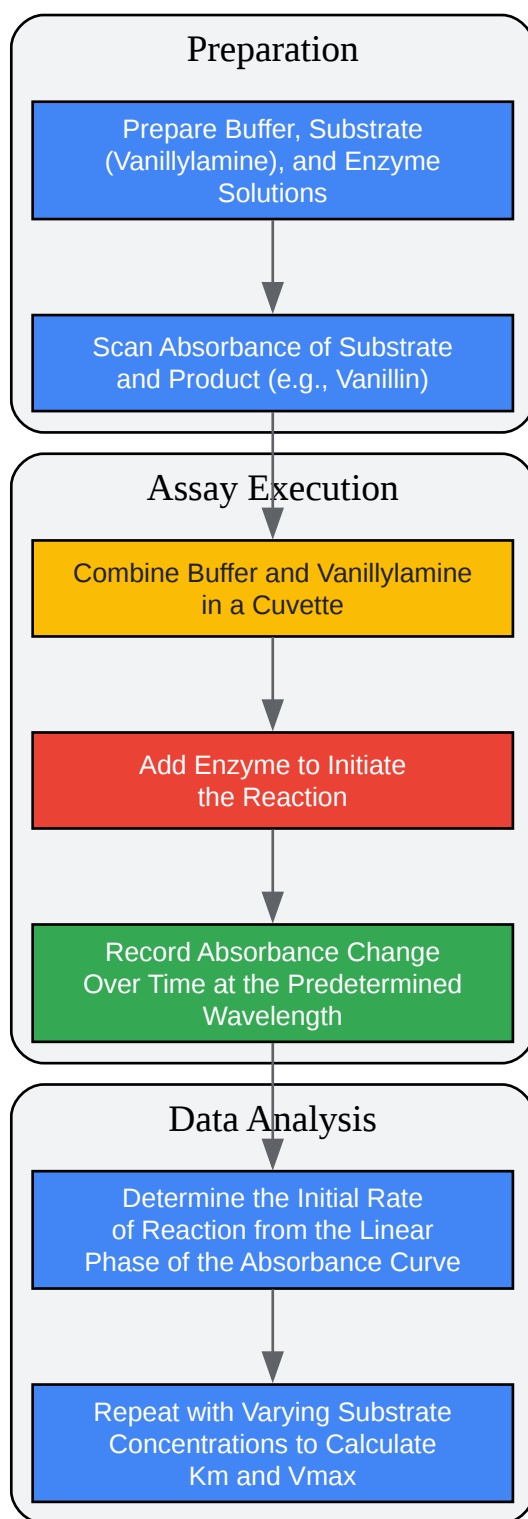 Preparation
Prepare Buffer, Substrate
(Vanillylamine), and Enzyme
Solutions
Scan Absorbance of Substrate
and Product (e.g., Vanillin)
Assay Execution
Combine Buffer and Vanillylamine
in a Cuvette
Add Enzyme to Initiate
the Reaction
Record Absorbance Change
Over Time at the Predetermined
Wavelength
Data Analysis
Determine the Initial Rate
of Reaction from the Linear
Phase of the Absorbance Curve
Repeat with Varying Substrate
Concentrations to Calculate
Km and Vmax